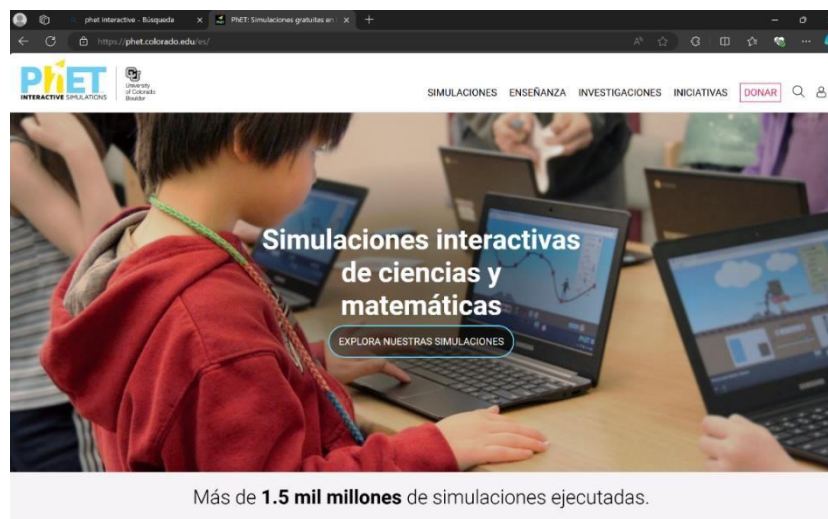 phet interactive - Búsqueda
PhET: Simulaciones gratuitas en
https://phet.colorado.edu/es/
PhET
INTERACTIVE SIMULATIONS
University
of Colorado
Boulder
SIMULACIONES ENSEÑANZA INVESTIGACIONES INICIATIVAS DONAR
Simulaciones interactivas
de ciencias y
matemáticas
EXPLORA NUESTRAS SIMULACIONES
SAMSUNG
Más de 1.5 mil millones de simulaciones ejecutadas.